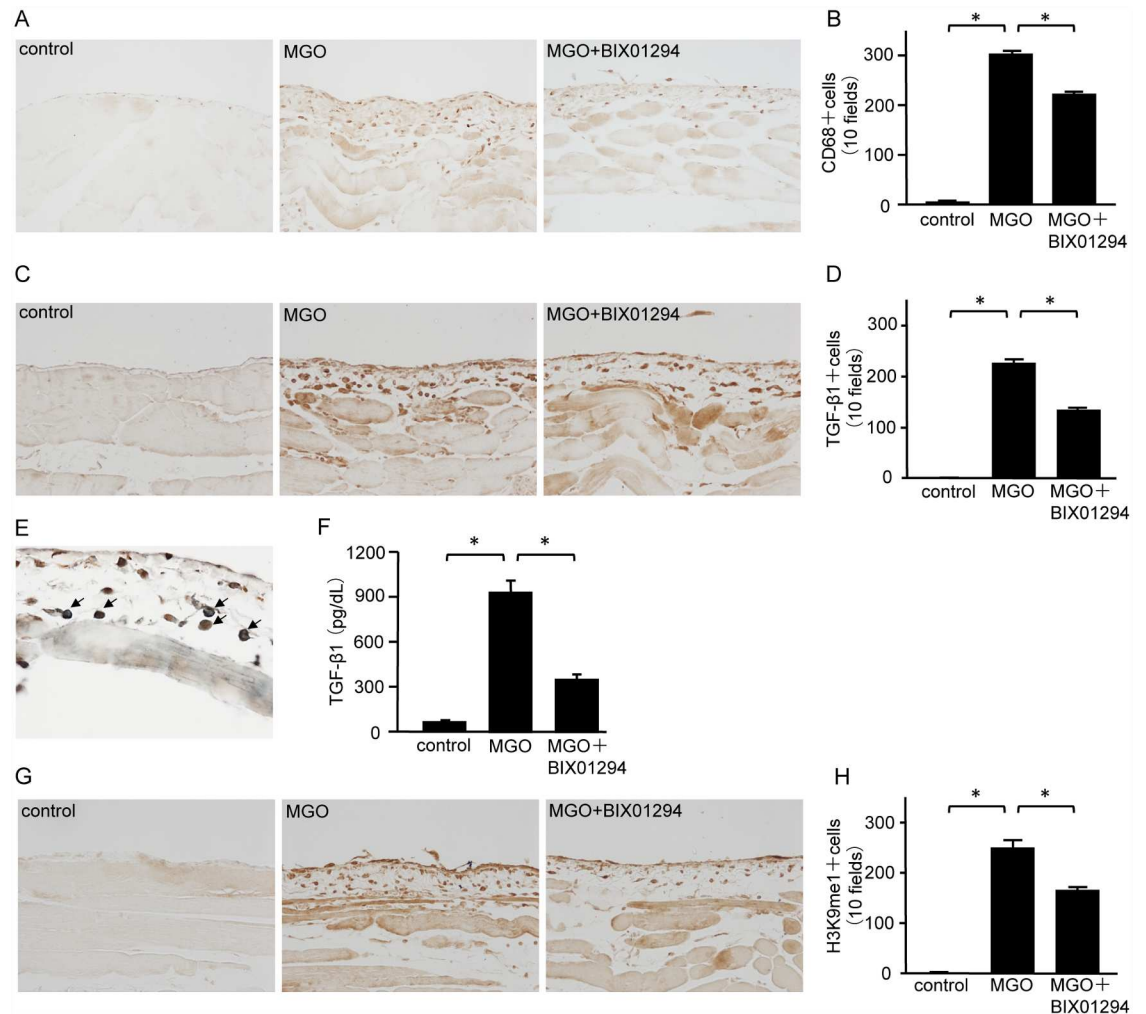 A
control
MGO
MGO+BIX01294
B
* *
CD68+cells
(10 fields)
300
200
100
0
control
MGO
MGO+
BIX01294
C
control
MGO
MGO+BIX01294
D
* *
TGF-β1+cells
(10 fields)
300
200
100
0
control
MGO
MGO+
BIX01294
E
F
* *
TGF-β1 (pg/dL)
1200
900
600
300
0
control
MGO
MGO+
BIX01294
G
control
MGO
MGO+BIX01294
H
* *
H3K9me1+cells
(10 fields)
300
200
100
0
control
MGO
MGO+
BIX01294